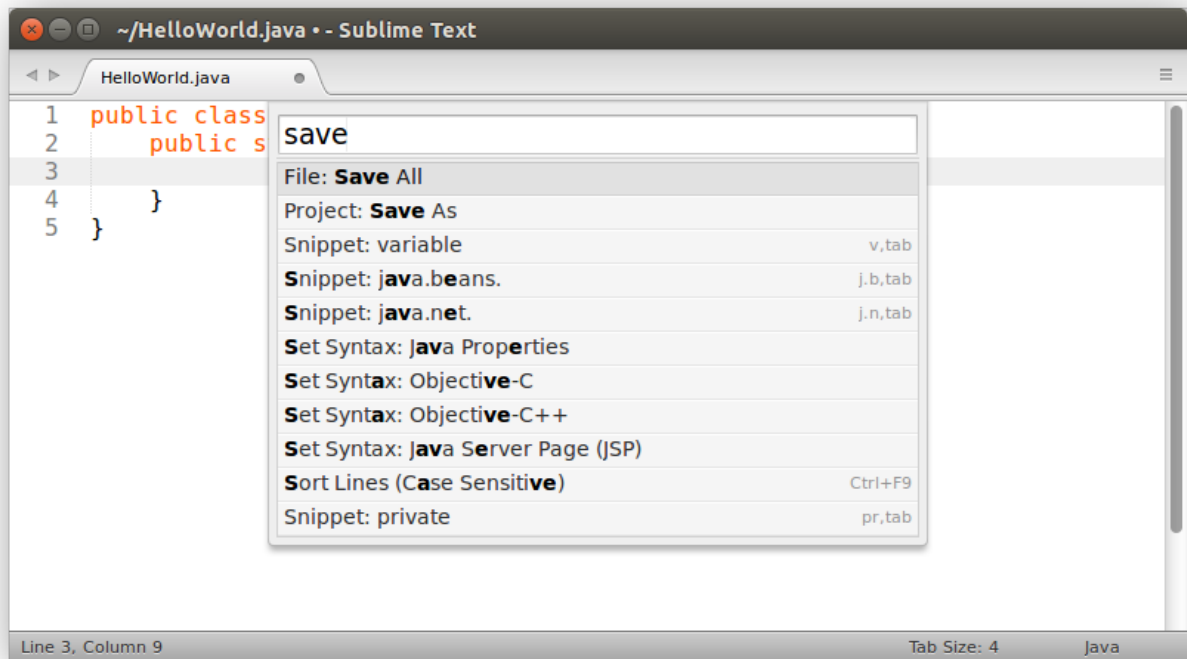 ~/HelloWorld.java • - Sublime Text
HelloWorld.java
1 public class
2 public s
3
4 }
5 }
save
File: Save All
Project: Save As
Snippet: variable v,tab
Snippet: java.beans. j.b,tab
Snippet: java.net. j.n,tab
Set Syntax: Java Properties
Set Syntax: Objective-C
Set Syntax: Objective-C++
Set Syntax: Java Server Page (JSP)
Sort Lines (Case Sensitive) Ctrl+F9
Snippet: private pr,tab
Line 3, Column 9 Tab Size: 4 Java